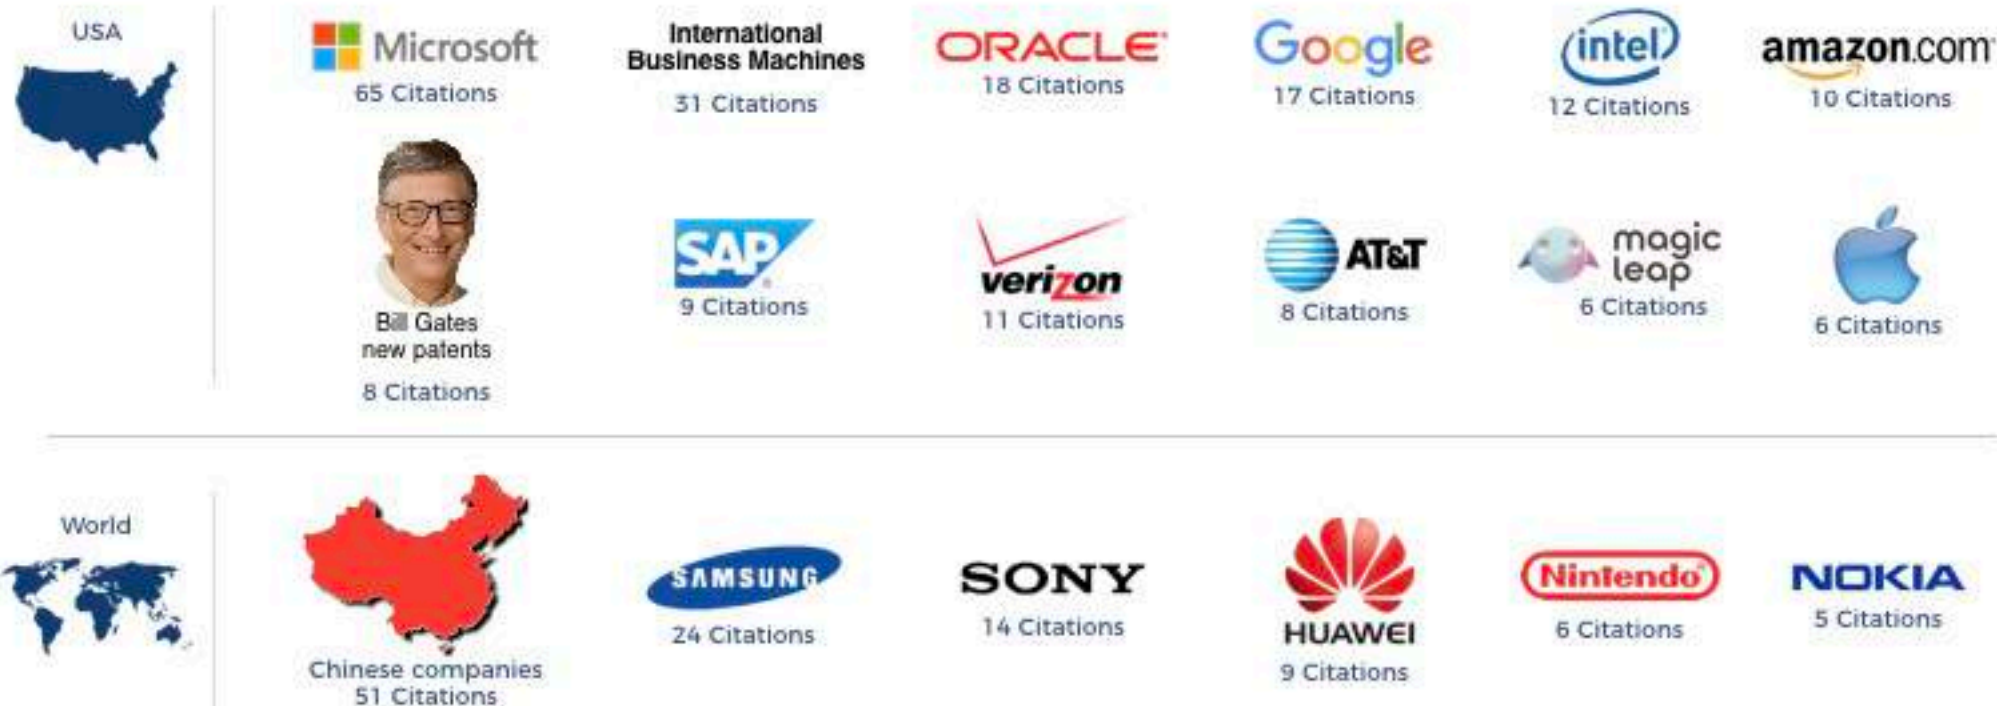 USA
Microsoft
65 Citations
International
Business Machines
31 Citations
ORACLE
18 Citations
Google
17 Citations
intel
12 Citations
amazon.com
10 Citations
Bill Gates
new patents
8 Citations
SAP
9 Citations
verizon
11 Citations
AT&T
8 Citations
magic
leap
6 Citations
6 Citations
World
Chinese companies
51 Citations
SAMSUNG
24 Citations
SONY
14 Citations
HUAWEI
9 Citations
Nintendo
6 Citations
NOKIA
5 Citations